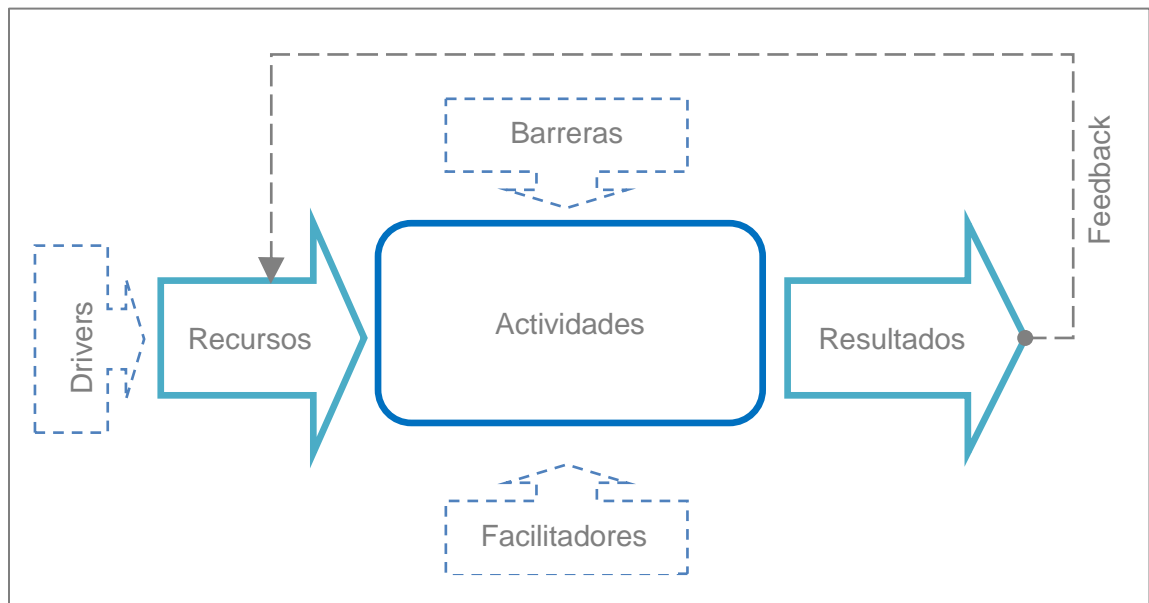 Barreras
Feedback
Drivers
Recursos
Actividades
Resultados
Facilitadores